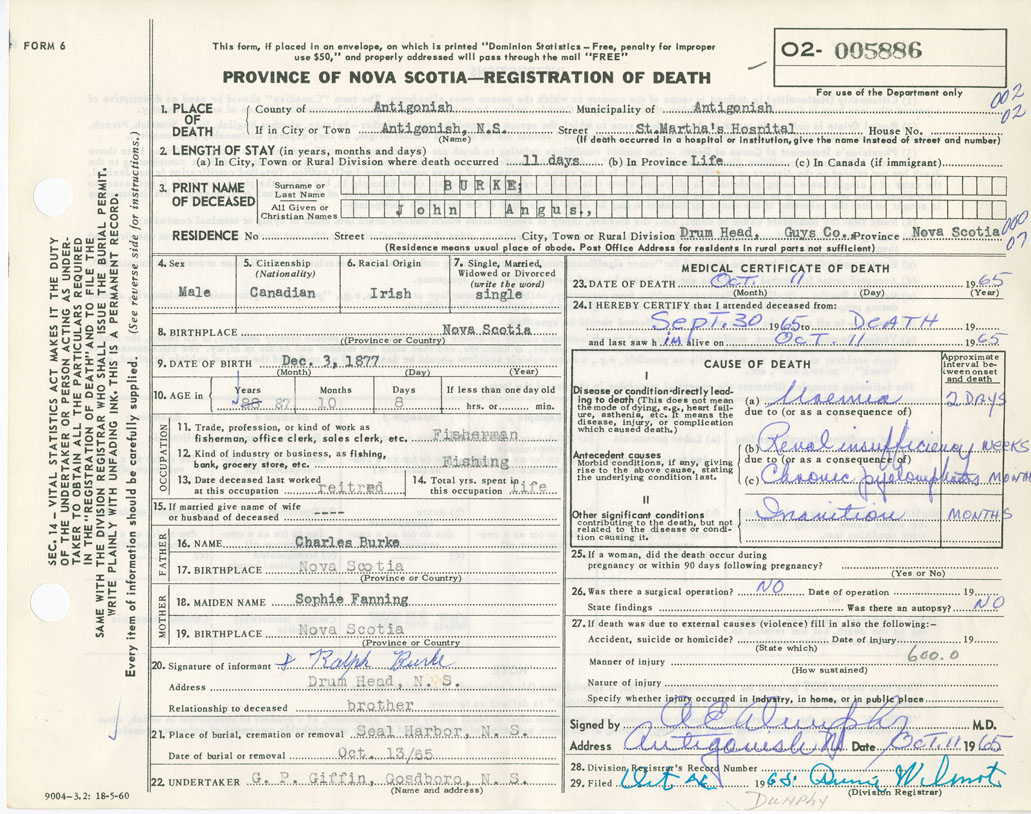 FORM 6
This form, if placed in an envelope, on which is printed "Dominion Statistics—Free, penalty for improper
use $50," and properly addressed will pass through the mail "FREE"
PROVINCE OF NOVA SCOTIA—REGISTRATION OF DEATH
02- 005886
For use of the Department only
002
02
1. PLACE OF DEATH
County of Antigonish Municipality of Antigonish
If in City or Town Antigonish, N.S. Street St.Martha's Hospital House No.
(Name) (If death occurred in a hospital or institution, give the name instead of street and number)
2. LENGTH OF STAY (in years, months and days)
(a) In City, Town or Rural Division where death occurred 11 days (b) In Province Life (c) In Canada (if immigrant)
3. PRINT NAME OF DECEASED
Surname or Last Name BURKE;
All Given or Christian Names John Angus.,
000
07
RESIDENCE No Street City, Town or Rural Division Drum Head, Guys Co., Province Nova Scotia
(Residence means usual place of abode. Post Office Address for residents in rural parts not sufficient)
SEC. 14—VITAL STATISTICS ACT MAKES IT THE DUTY
OF THE UNDERTAKER OR PERSON ACTING AS UNDER-
TAKER TO OBTAIN ALL THE PARTICULARS REQUIRED
IN THE "REGISTRATION OF DEATH" AND TO FILE THE
SAME WITH THE DIVISION REGISTRAR WHO SHALL ISSUE THE BURIAL PERMIT.
WRITE PLAINLY WITH UNFADING INK. THIS IS A PERMANENT RECORD.
Every item of information should be carefully supplied. (See reverse side for instructions.)
4. Sex
Male
5. Citizenship
(Nationality)
Canadian
6. Racial Origin
Irish
7. Single, Married,
Widowed or Divorced
(write the word)
single
8. BIRTHPLACE Nova Scotia
((Province or Country)
9. DATE OF BIRTH Dec. 3, 1877
(Month) (Day) (Year)
10. AGE in
Years Months Days If less than one day old
88 87 10 8 hrs. or min.
OCCUPATION
11. Trade, profession, or kind of work as
fisherman, office clerk, sales clerk, etc. Fisherman
12. Kind of industry or business, as fishing,
bank, grocery store, etc. Fishing
13. Date deceased last worked
at this occupation reitred
14. Total yrs. spent in
this occupation life
15. If married give name of wife
or husband of deceased ----
FATHER
16. NAME Charles Burke
17. BIRTHPLACE Nova Scotia
(Province or Country)
MOTHER
18. MAIDEN NAME Sophie Fanning
19. BIRTHPLACE Nova Scotia
(Province or Country)
20. Signature of informant Ralph Burke
Address Drum Head, N. S.
Relationship to deceased brother
21. Place of burial, cremation or removal Seal Harbor, N. S.
Date of burial or removal Oct. 13/65
22. UNDERTAKER G. P. Giffin, Gosdboro, N. S.
(Name and address)
9004-3.2: 18-5-60
MEDICAL CERTIFICATE OF DEATH
23. DATE OF DEATH Oct. 11 1965
(Month) (Day) (Year)
24. I HEREBY CERTIFY that I attended deceased from:
SEPT. 30 1965 to DEATH 19
and last saw him alive on OCT. 11 1965
CAUSE OF DEATH
Approximate interval between onset and death
I
Disease or condition directly lead-
ing to death (This does not mean
the mode of dying, e.g., heart fail-
ure, asthenia, etc. It means the
disease, injury, or complication
which caused death.)
(a) Uremia 2 DAYS
due to (or as a consequence of)
Antecedent causes
Morbid conditions, if any, giving
rise to the above cause, stating
the underlying condition last.
(b) Renal insufficiency WEEKS
due to (or as a consequence of)
(c) Chronic pyelonephritis MONTH
II
Other significant conditions
contributing to the death, but not
related to the disease or condi-
tion causing it.
Inanition MONTHS
25. If a woman, did the death occur during
pregnancy or within 90 days following pregnancy?
(Yes or No)
26. Was there a surgical operation? NO Date of operation 19
State findings Was there an autopsy? NO
27. If death was due to external causes (violence) fill in also the following:-
Accident, suicide or homicide? Date of injury 19
(State which)
600.0
Manner of injury
(How sustained)
Nature of injury
Specify whether injury occurred in industry, in home, or in public place
Signed by M.D.
Address Antigonish Date OCT. 11 1965
28. Division Registrar's Record Number
29. Filed 1965
(Division Registrar)
DUNPHY